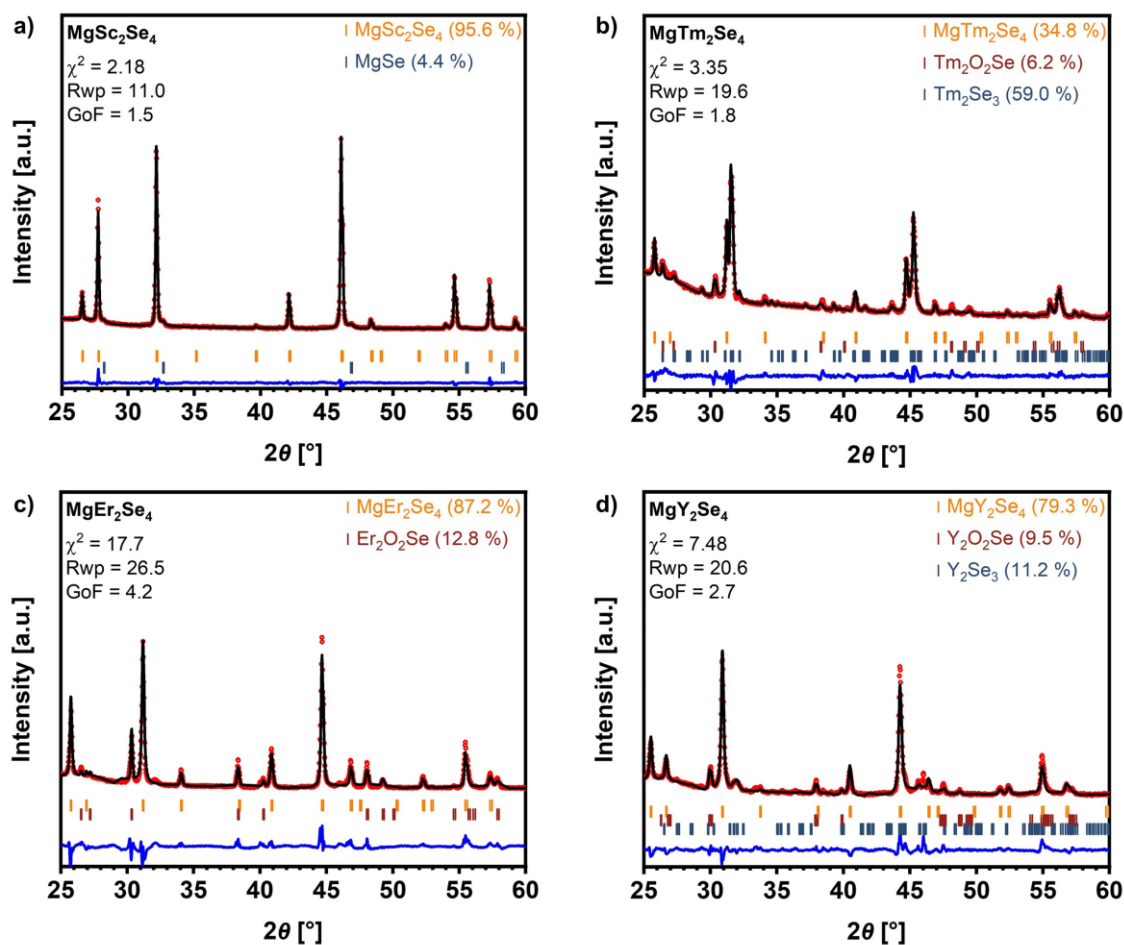 a)
MgSc₂Se₄
χ² = 2.18
Rwp = 11.0
GoF = 1.5
I MgSc₂Se₄ (95.6 %)
I MgSe (4.4 %)
Intensity [a.u.]
25 30 35 40 45 50 55 60
2θ [°]
b)
MgTm₂Se₄
χ² = 3.35
Rwp = 19.6
GoF = 1.8
I MgTm₂Se₄ (34.8 %)
I Tm₂O₂Se (6.2 %)
I Tm₂Se₃ (59.0 %)
Intensity [a.u.]
25 30 35 40 45 50 55 60
2θ [°]
c)
MgEr₂Se₄
χ² = 17.7
Rwp = 26.5
GoF = 4.2
I MgEr₂Se₄ (87.2 %)
I Er₂O₂Se (12.8 %)
Intensity [a.u.]
25 30 35 40 45 50 55 60
2θ [°]
d)
MgY₂Se₄
χ² = 7.48
Rwp = 20.6
GoF = 2.7
I MgY₂Se₄ (79.3 %)
I Y₂O₂Se (9.5 %)
I Y₂Se₃ (11.2 %)
Intensity [a.u.]
25 30 35 40 45 50 55 60
2θ [°]